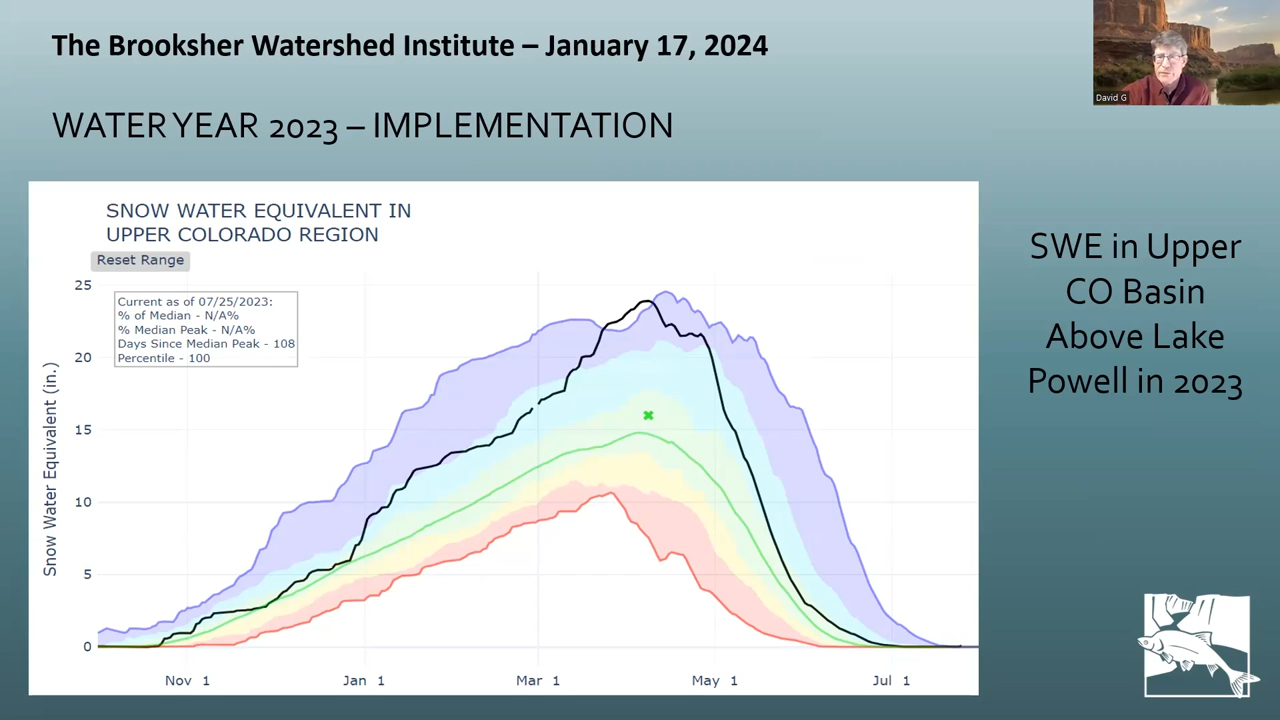 The Brooksher Watershed Institute – January 17, 2024
David G
WATER YEAR 2023 – IMPLEMENTATION
SNOW WATER EQUIVALENT IN
UPPER COLORADO REGION
Reset Range
25
Current as of 07/25/2023:
% of Median - N/A%
% Median Peak - N/A%
Days Since Median Peak - 108
Percentile - 100
20
15
10
5
0
Snow Water Equivalent (in.)
Nov 1
Jan 1
Mar 1
May 1
Jul 1
SWE in Upper
CO Basin
Above Lake
Powell in 2023